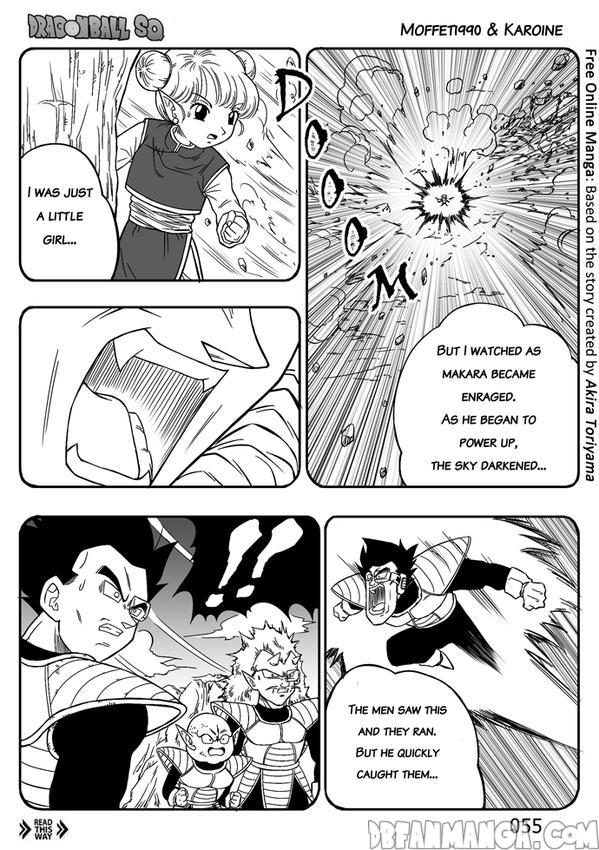 DRAGONBALL SQ
MOFFET1990 & KAROINE
I WAS JUST
A LITTLE
GIRL...
DOOOOM
BUT I WATCHED AS
MAKARA BECAME
ENRAGED.
AS HE BEGAN TO
POWER UP,
THE SKY DARKENED...
!!
THE MEN SAW THIS
AND THEY RAN.
BUT HE QUICKLY
CAUGHT THEM...
Free Online Manga: Based on the story created by Akira Toriyama
READ
THIS
WAY
055
DBFANMANGA.COM